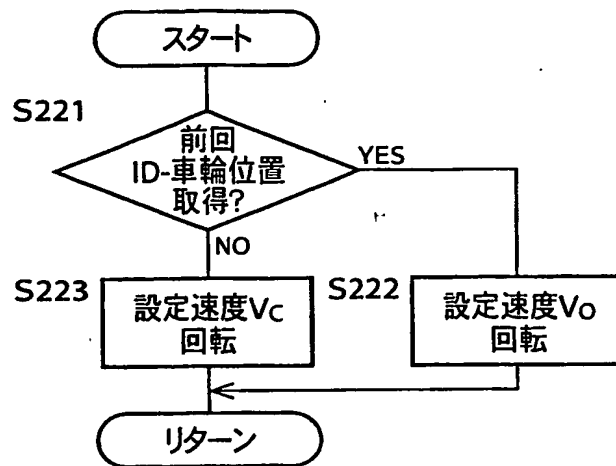 スタート
S221
前回
ID-車輪位置
取得?
YES
NO
S223
設定速度VC
回転
S222
設定速度VO
回転
リターン